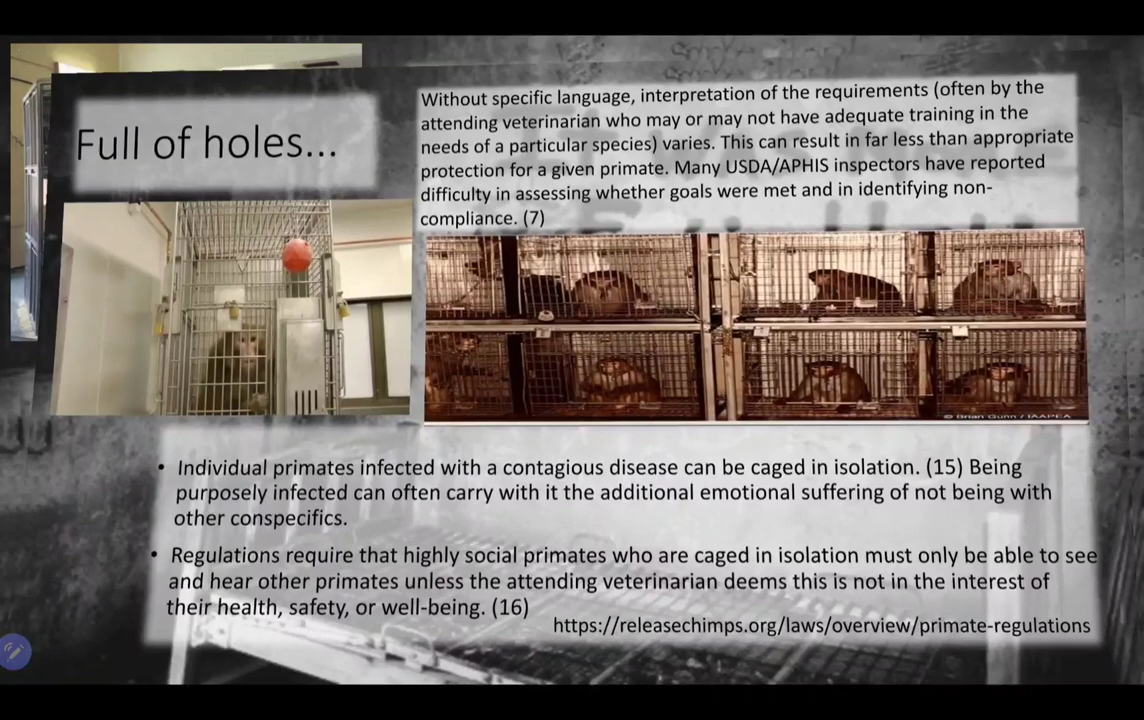 Full of holes...
Without specific language, interpretation of the requirements (often by the
attending veterinarian who may or may not have adequate training in the
needs of a particular species) varies. This can result in far less than appropriate
protection for a given primate. Many USDA/APHIS inspectors have reported
difficulty in assessing whether goals were met and in identifying non-
compliance. (7)
© Brian Gunn / IAAPEA
• Individual primates infected with a contagious disease can be caged in isolation. (15) Being
purposely infected can often carry with it the additional emotional suffering of not being with
other conspecifics.
• Regulations require that highly social primates who are caged in isolation must only be able to see
and hear other primates unless the attending veterinarian deems this is not in the interest of
their health, safety, or well-being. (16)
https://releasechimps.org/laws/overview/primate-regulations